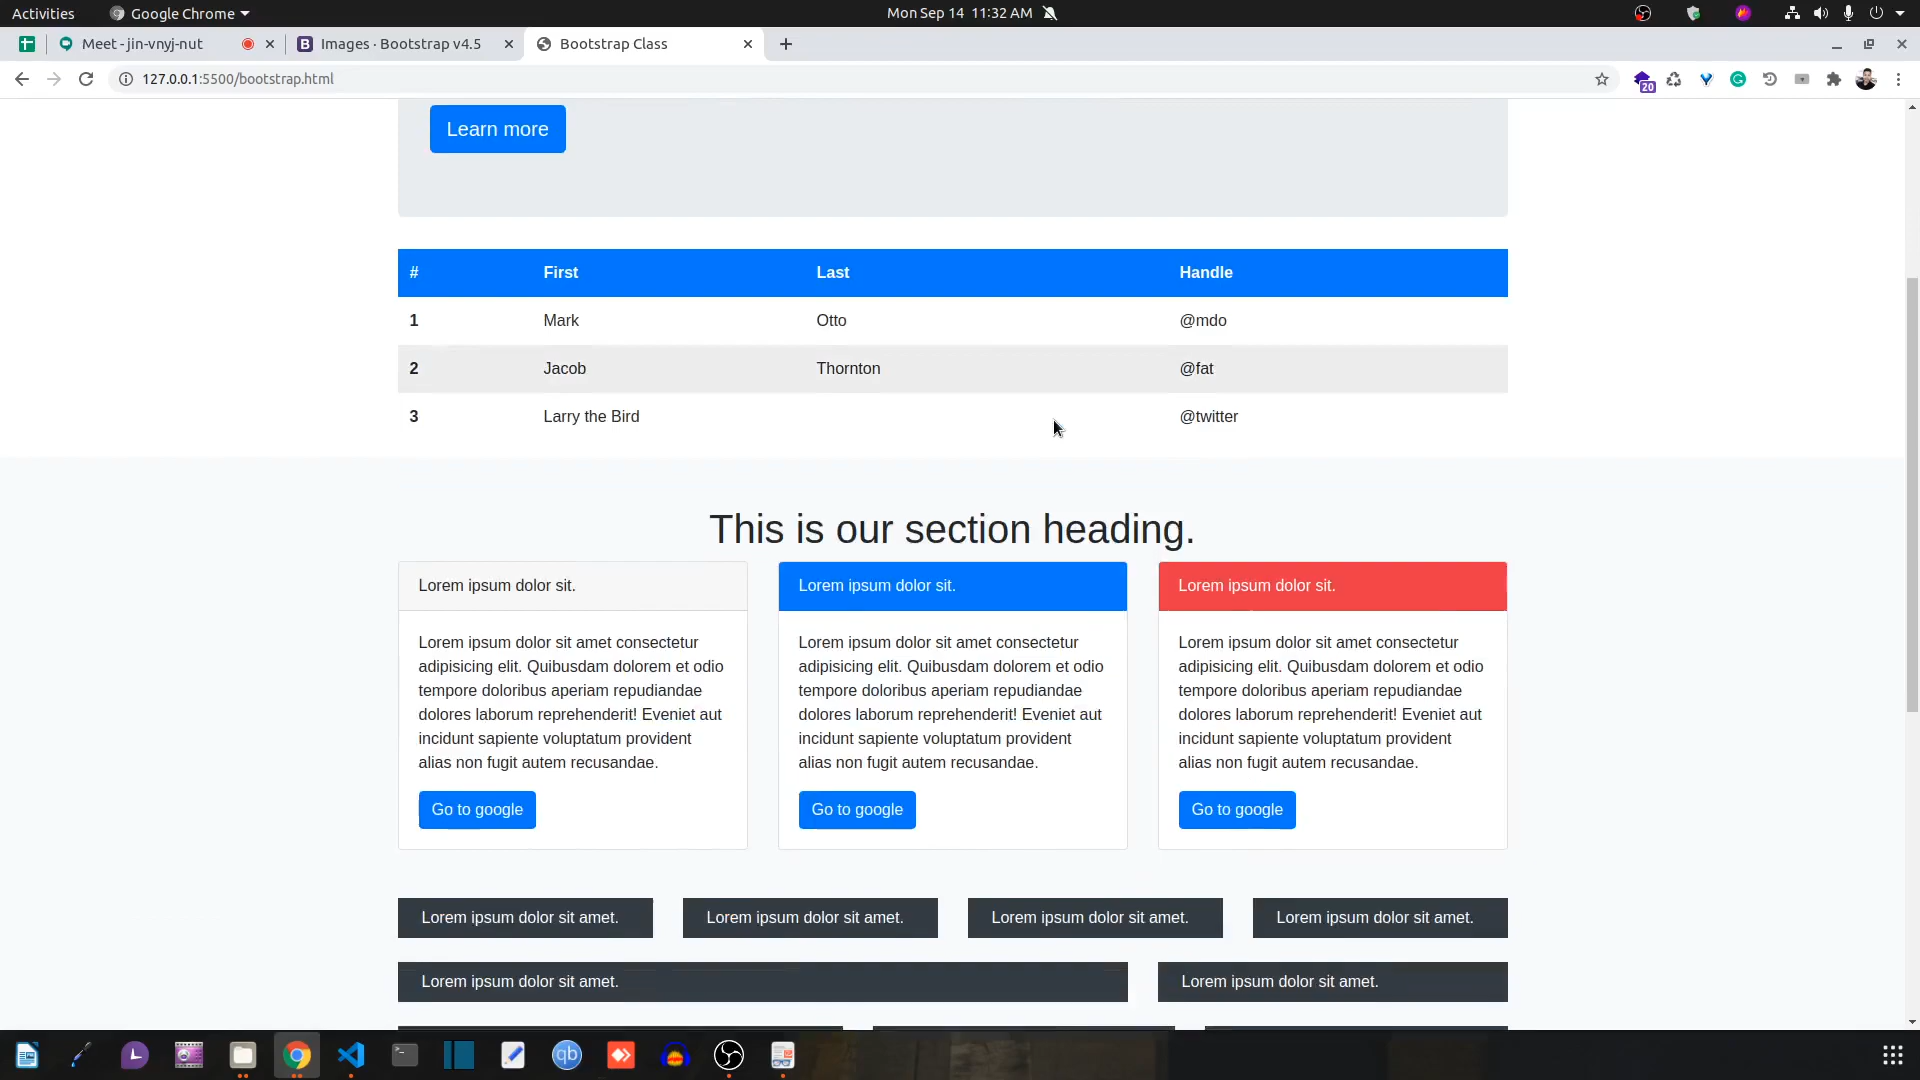 Activities Google Chrome Mon Sep 14 11:32 AM
Meet - jin-vnyj-nut Images · Bootstrap v4.5 Bootstrap Class
127.0.0.1:5500/bootstrap.html 20
Learn more
# First Last Handle
1 Mark Otto @mdo
2 Jacob Thornton @fat
3 Larry the Bird @twitter
This is our section heading.
Lorem ipsum dolor sit.
Lorem ipsum dolor sit amet consectetur
adipisicing elit. Quibusdam dolorem et odio
tempore doloribus aperiam repudiandae
dolores laborum reprehenderit! Eveniet aut
incidunt sapiente voluptatum provident
alias non fugit autem recusandae.
Go to google
Lorem ipsum dolor sit.
Lorem ipsum dolor sit amet consectetur
adipisicing elit. Quibusdam dolorem et odio
tempore doloribus aperiam repudiandae
dolores laborum reprehenderit! Eveniet aut
incidunt sapiente voluptatum provident
alias non fugit autem recusandae.
Go to google
Lorem ipsum dolor sit.
Lorem ipsum dolor sit amet consectetur
adipisicing elit. Quibusdam dolorem et odio
tempore doloribus aperiam repudiandae
dolores laborum reprehenderit! Eveniet aut
incidunt sapiente voluptatum provident
alias non fugit autem recusandae.
Go to google
Lorem ipsum dolor sit amet. Lorem ipsum dolor sit amet. Lorem ipsum dolor sit amet. Lorem ipsum dolor sit amet.
Lorem ipsum dolor sit amet. Lorem ipsum dolor sit amet.
qb